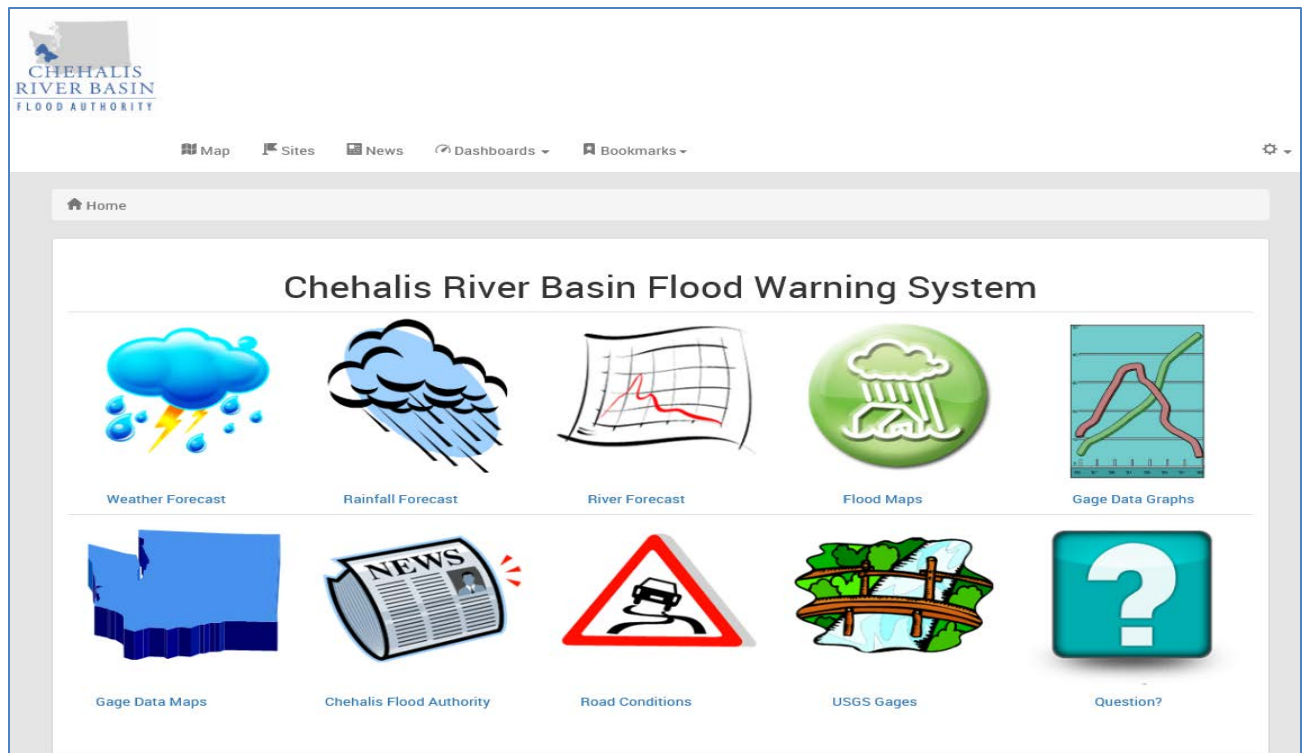 CHEHALIS
RIVER BASIN
FLOOD AUTHORITY
Map Sites News Dashboards Bookmarks
Home
Chehalis River Basin Flood Warning System
Weather Forecast Rainfall Forecast River Forecast Flood Maps Gage Data Graphs
NEWS
Gage Data Maps Chehalis Flood Authority Road Conditions USGS Gages Question?